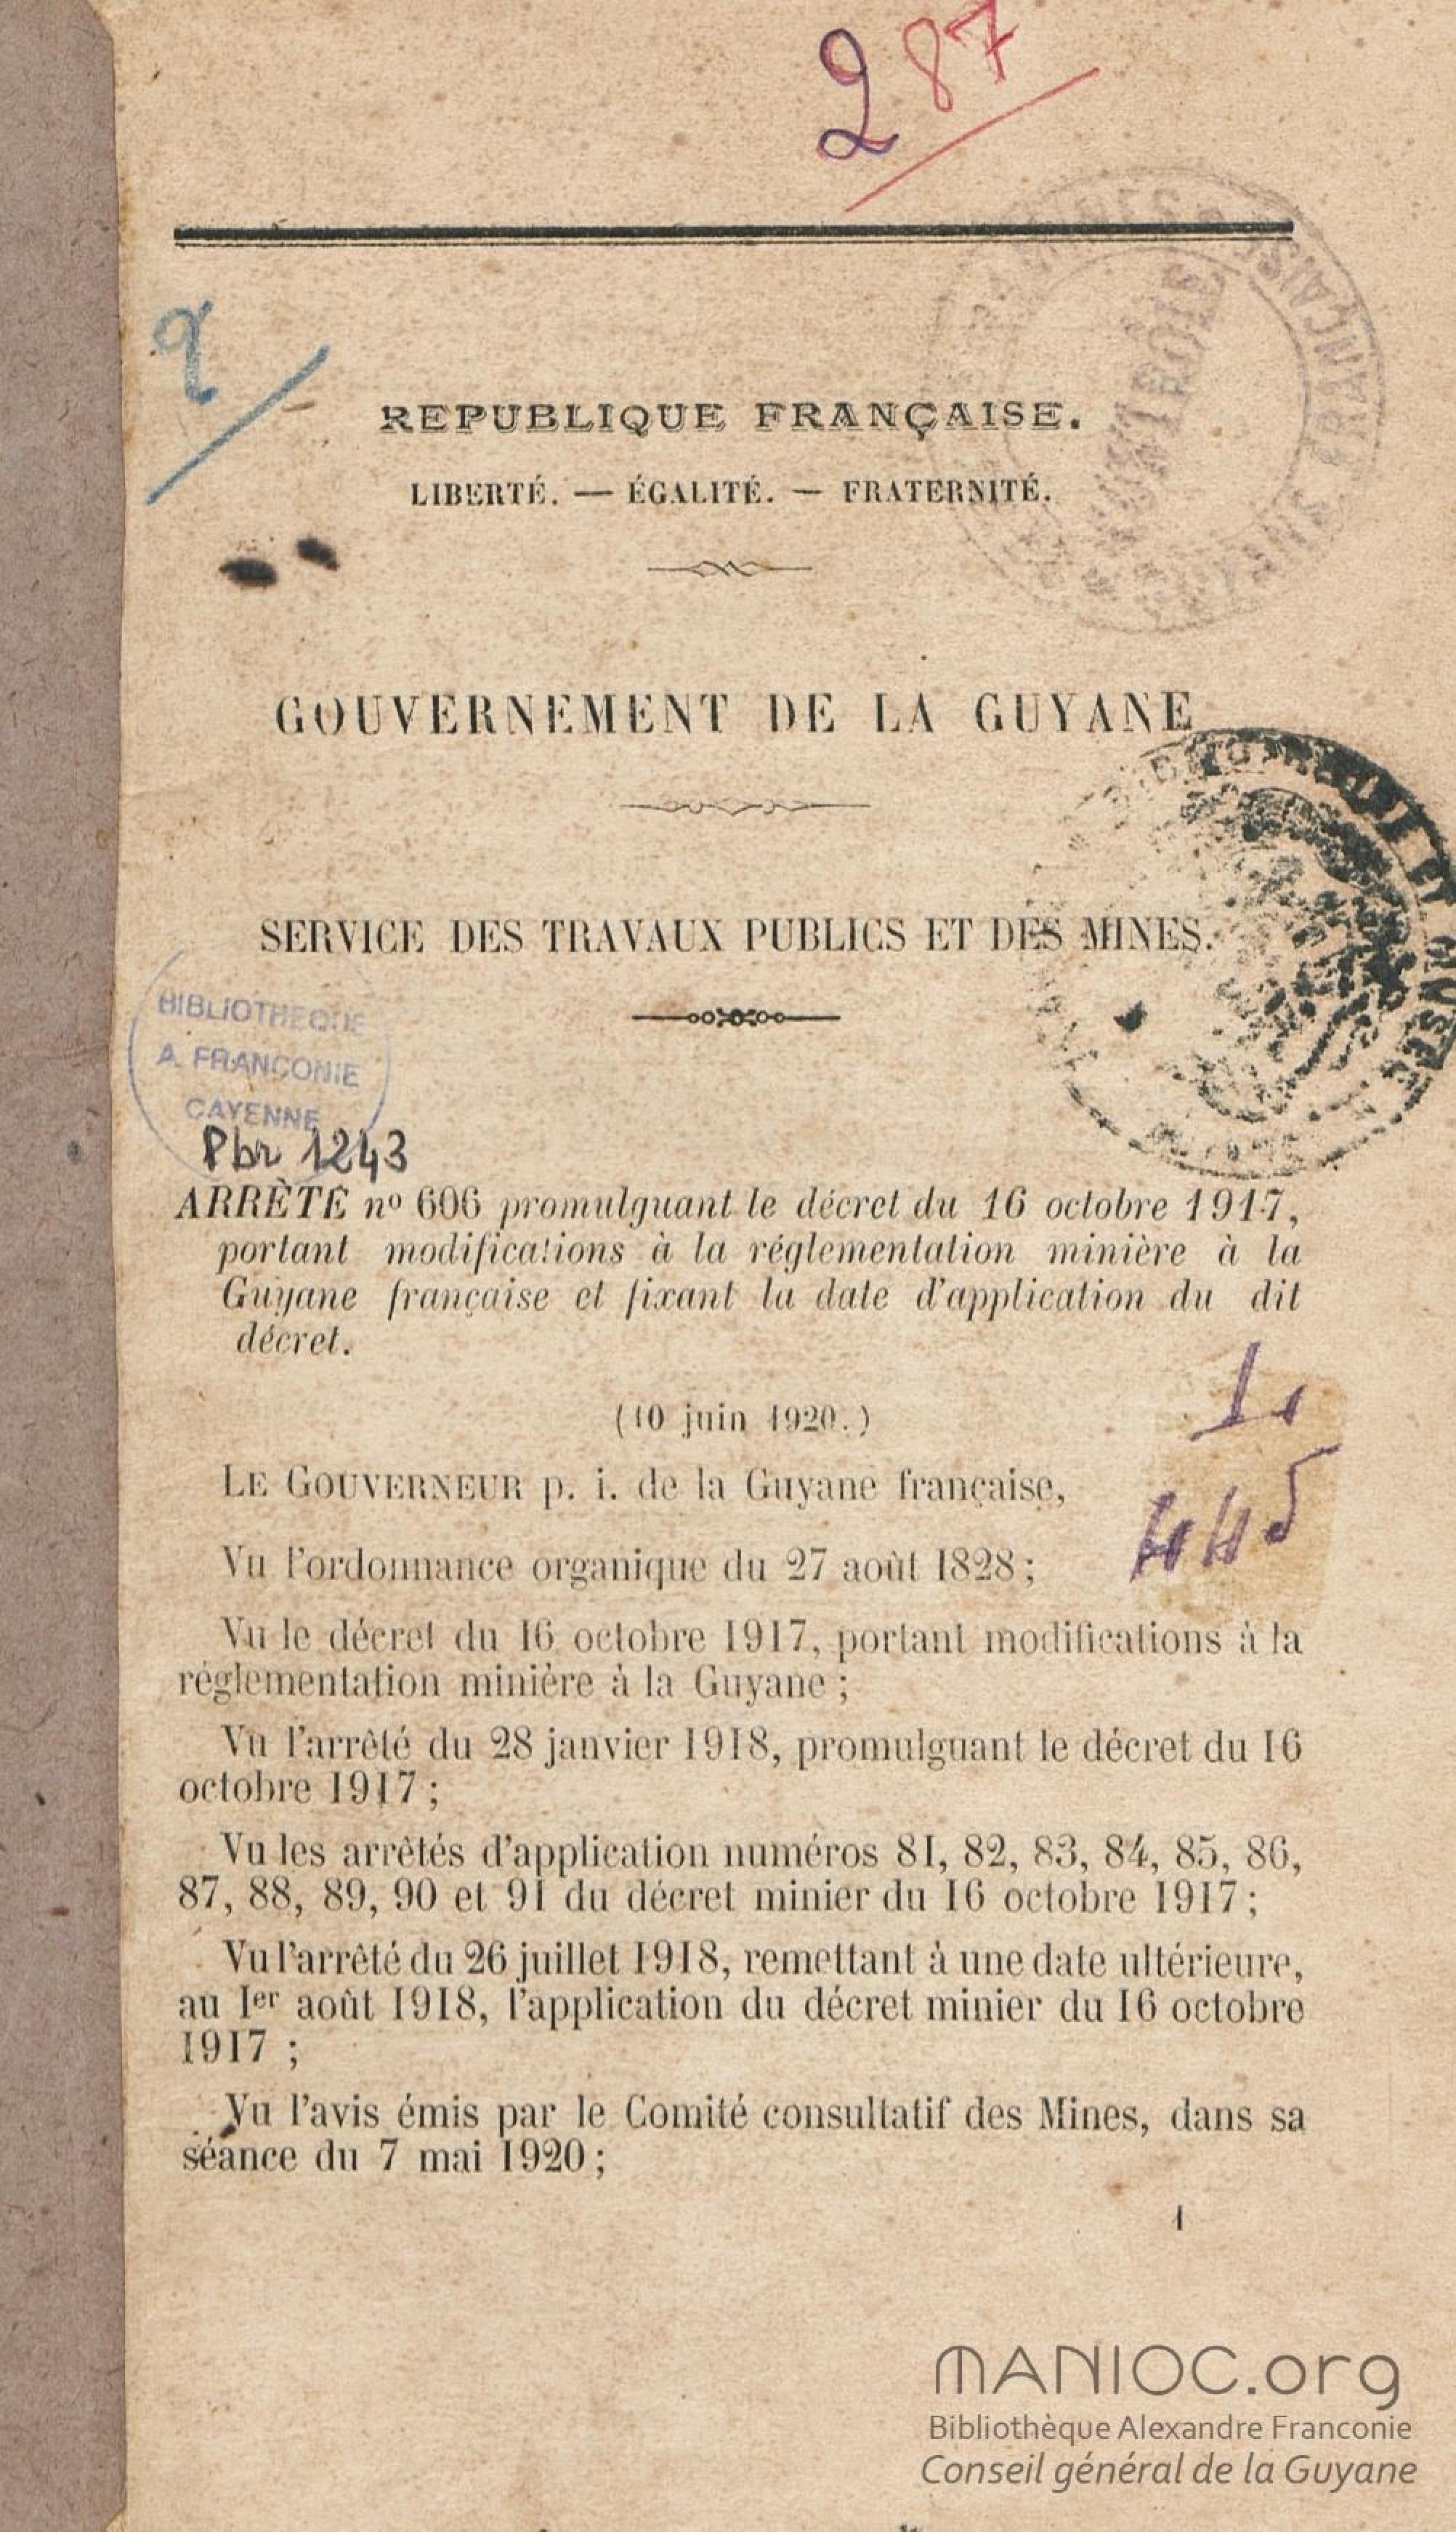 287
2
REPUBLIQUE FRANÇAISE.
LIBERTÉ. — ÉGALITÉ. — FRATERNITÉ.
GOUVERNEMENT DE LA GUYANE
SERVICE DES TRAVAUX PUBLICS ET DES MINES.
BIBLIOTHEQUE
A. FRANCONIE
CAYENNE
Pbr 1243
ARRÊTÉ nº 606 promulguant le décret du 16 octobre 1917,
portant modifications à la réglementation minière à la
Guyane française et fixant la date d'application du dit
décret.
(10 juin 1920.)
LE GOUVERNEUR p. i. de la Guyane française,
Vu l'ordonnance organique du 27 août 1828 ;
Vu le décret du 16 octobre 1917, portant modifications à la
réglementation minière à la Guyane ;
Vu l'arrêté du 28 janvier 1918, promulguant le décret du 16
octobre 1917 ;
Vu les arrêtés d'application numéros 81, 82, 83, 84, 85, 86,
87, 88, 89, 90 et 91 du décret minier du 16 octobre 1917 ;
Vu l'arrêté du 26 juillet 1918, remettant à une date ultérieure,
au 1er août 1918, l'application du décret minier du 16 octobre
1917 ;
Vu l'avis émis par le Comité consultatif des Mines, dans sa
séance du 7 mai 1920 ;
1
MANIOC.org
Bibliothèque Alexandre Franconie
Conseil général de la Guyane